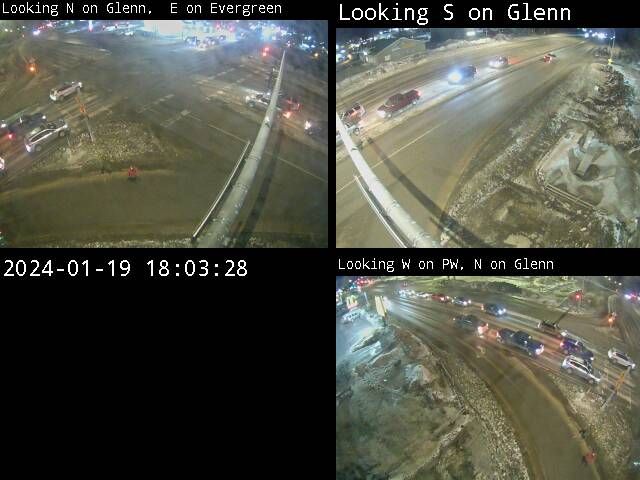 Looking N on Glenn,  E on Evergreen
Looking S on Glenn
2024-01-19 18:03:28
Looking W on PW, N on Glenn